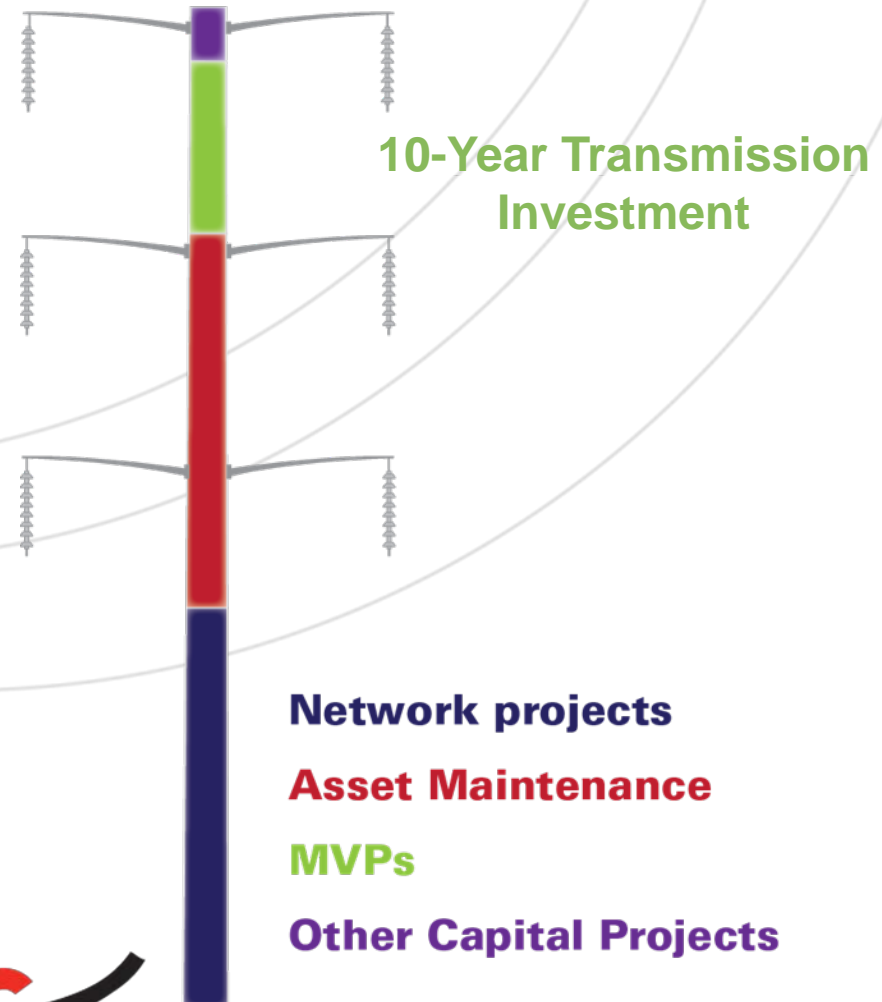 10-Year Transmission
Investment
Network projects
Asset Maintenance
MVPs
Other Capital Projects